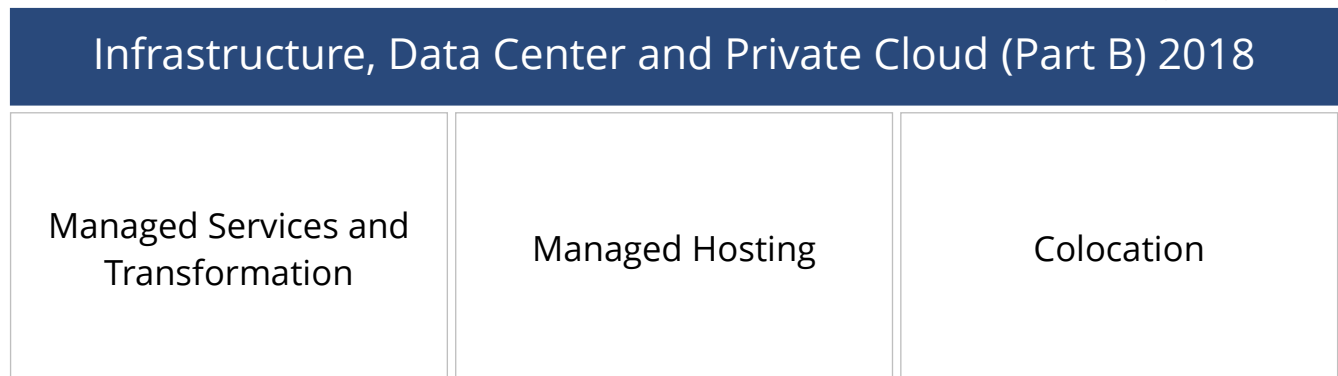 Infrastructure, Data Center and Private Cloud (Part B) 2018
Managed Services and
Transformation
Managed Hosting
Colocation